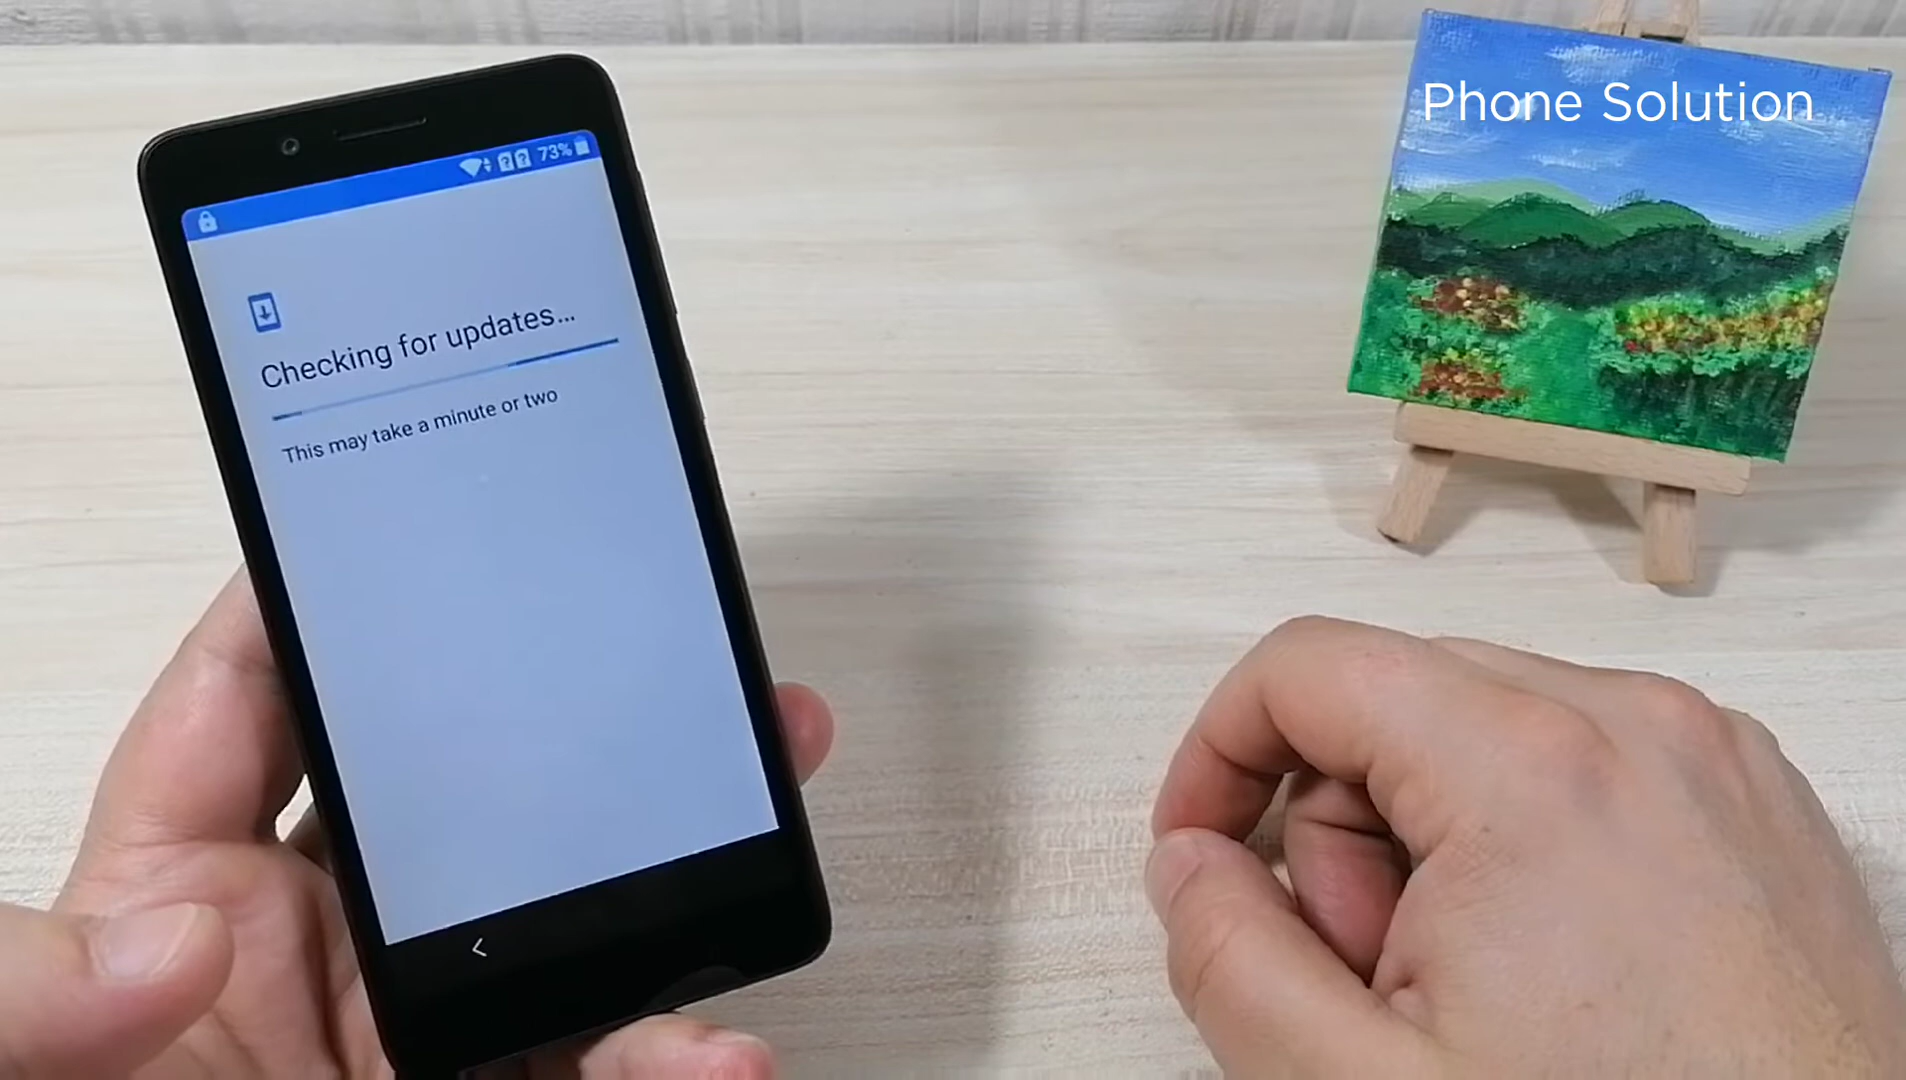 Phone Solution
? ? 73%
Checking for updates...
This may take a minute or two